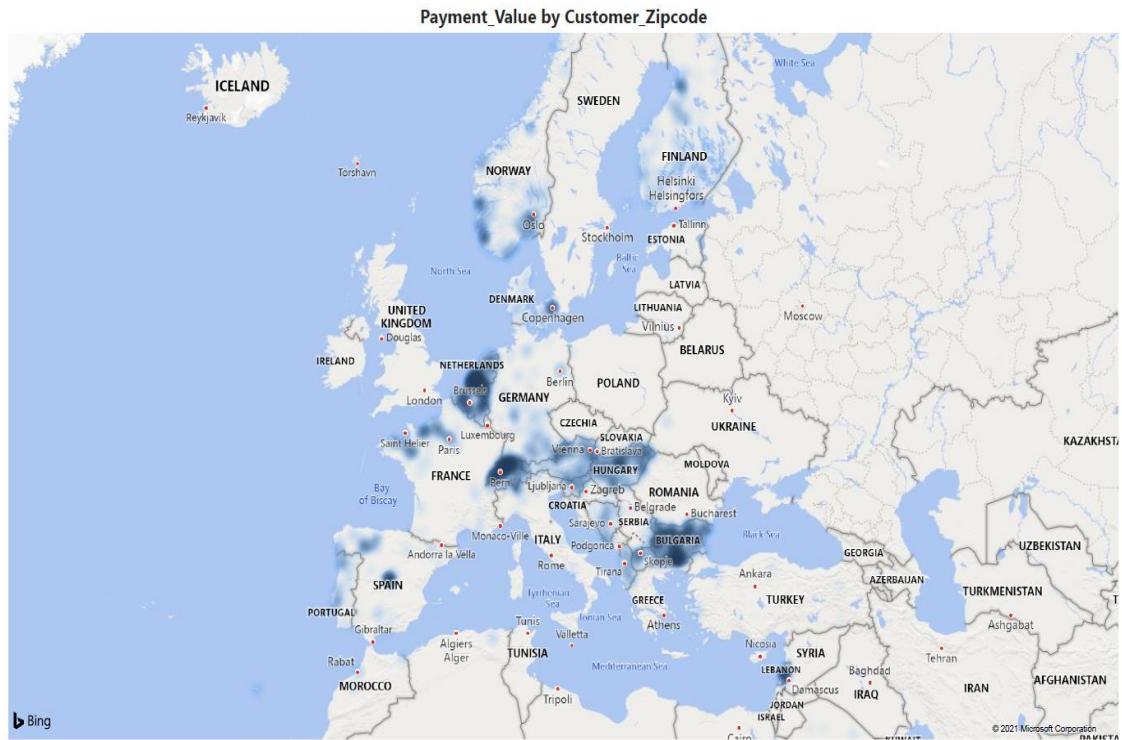 Payment_Value by Customer_Zipcode
White Sea
ICELAND
Reykjavík
SWEDEN
Torshavn
NORWAY
FINLAND
Helsinki
Helsingfors
Oslo
Stockholm
Tallinn
ESTONIA
Baltic
Sea
North Sea
LATVIA
DENMARK
LITHUANIA
Copenhagen
Moscow
UNITED
KINGDOM
Vilnius
Douglas
BELARUS
IRELAND
NETHERLANDS
Berlin
POLAND
Brussels
London
GERMANY
Kyiv
CZECHIA
UKRAINE
Luxembourg
SLOVAKIA
Saint Helier
Paris
Vienna
Bratislava
KAZAKHSTA
MOLDOVA
FRANCE
Bern
HUNGARY
Bay
of Biscay
Ljubljana
Zagreb
ROMANIA
CROATIA
Belgrade
Bucharest
Sarajevo
SERBIA
Monaco-Ville
ITALY
Black Sea
BULGARIA
Andorra la Vella
Podgorica
Skopje
Rome
Tirana
GEORGIA
UZBEKISTAN
SPAIN
Ankara
AZERBAIJAN
Tyrrhenian
Sea
TURKEY
TURKMENISTAN
PORTUGAL
GREECE
Ionian Sea
Athens
Ashgabat
Gibraltar
Tunis
Valletta
Algiers
Alger
Nicosia
TUNISIA
SYRIA
Tehran
Rabat
Mediterranean Sea
LEBANON
Baghdad
MOROCCO
Damascus
IRAQ
IRAN
AFGHANISTAN
Tripoli
JORDAN
ISRAEL
Bing
Cairo
KUWAIT
© 2021 Microsoft Corporation
PAKISTA